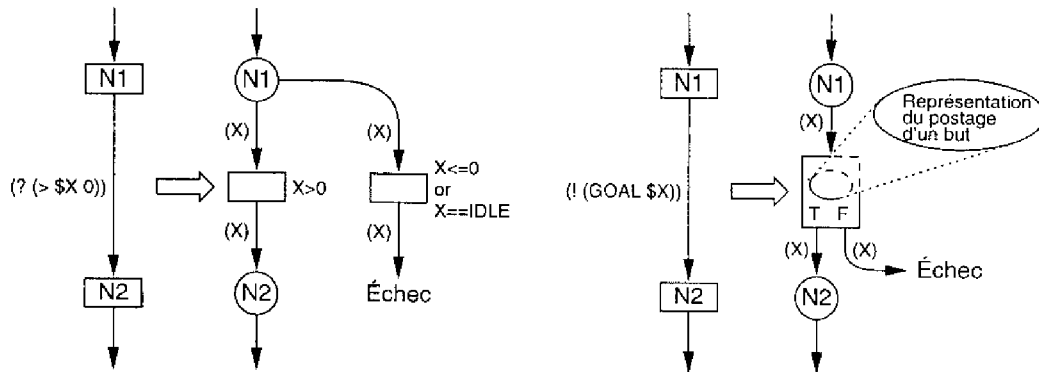 N1
(? (> $X 0))
N2
N1
(X)
(X)
X>0
X<=0
or
X==IDLE
(X)
(X)
N2
Échec
N1
(! (GOAL $X))
N2
N1
(X)
Représentation
du postage
d'un but
T F
(X)
(X)
Échec
N2